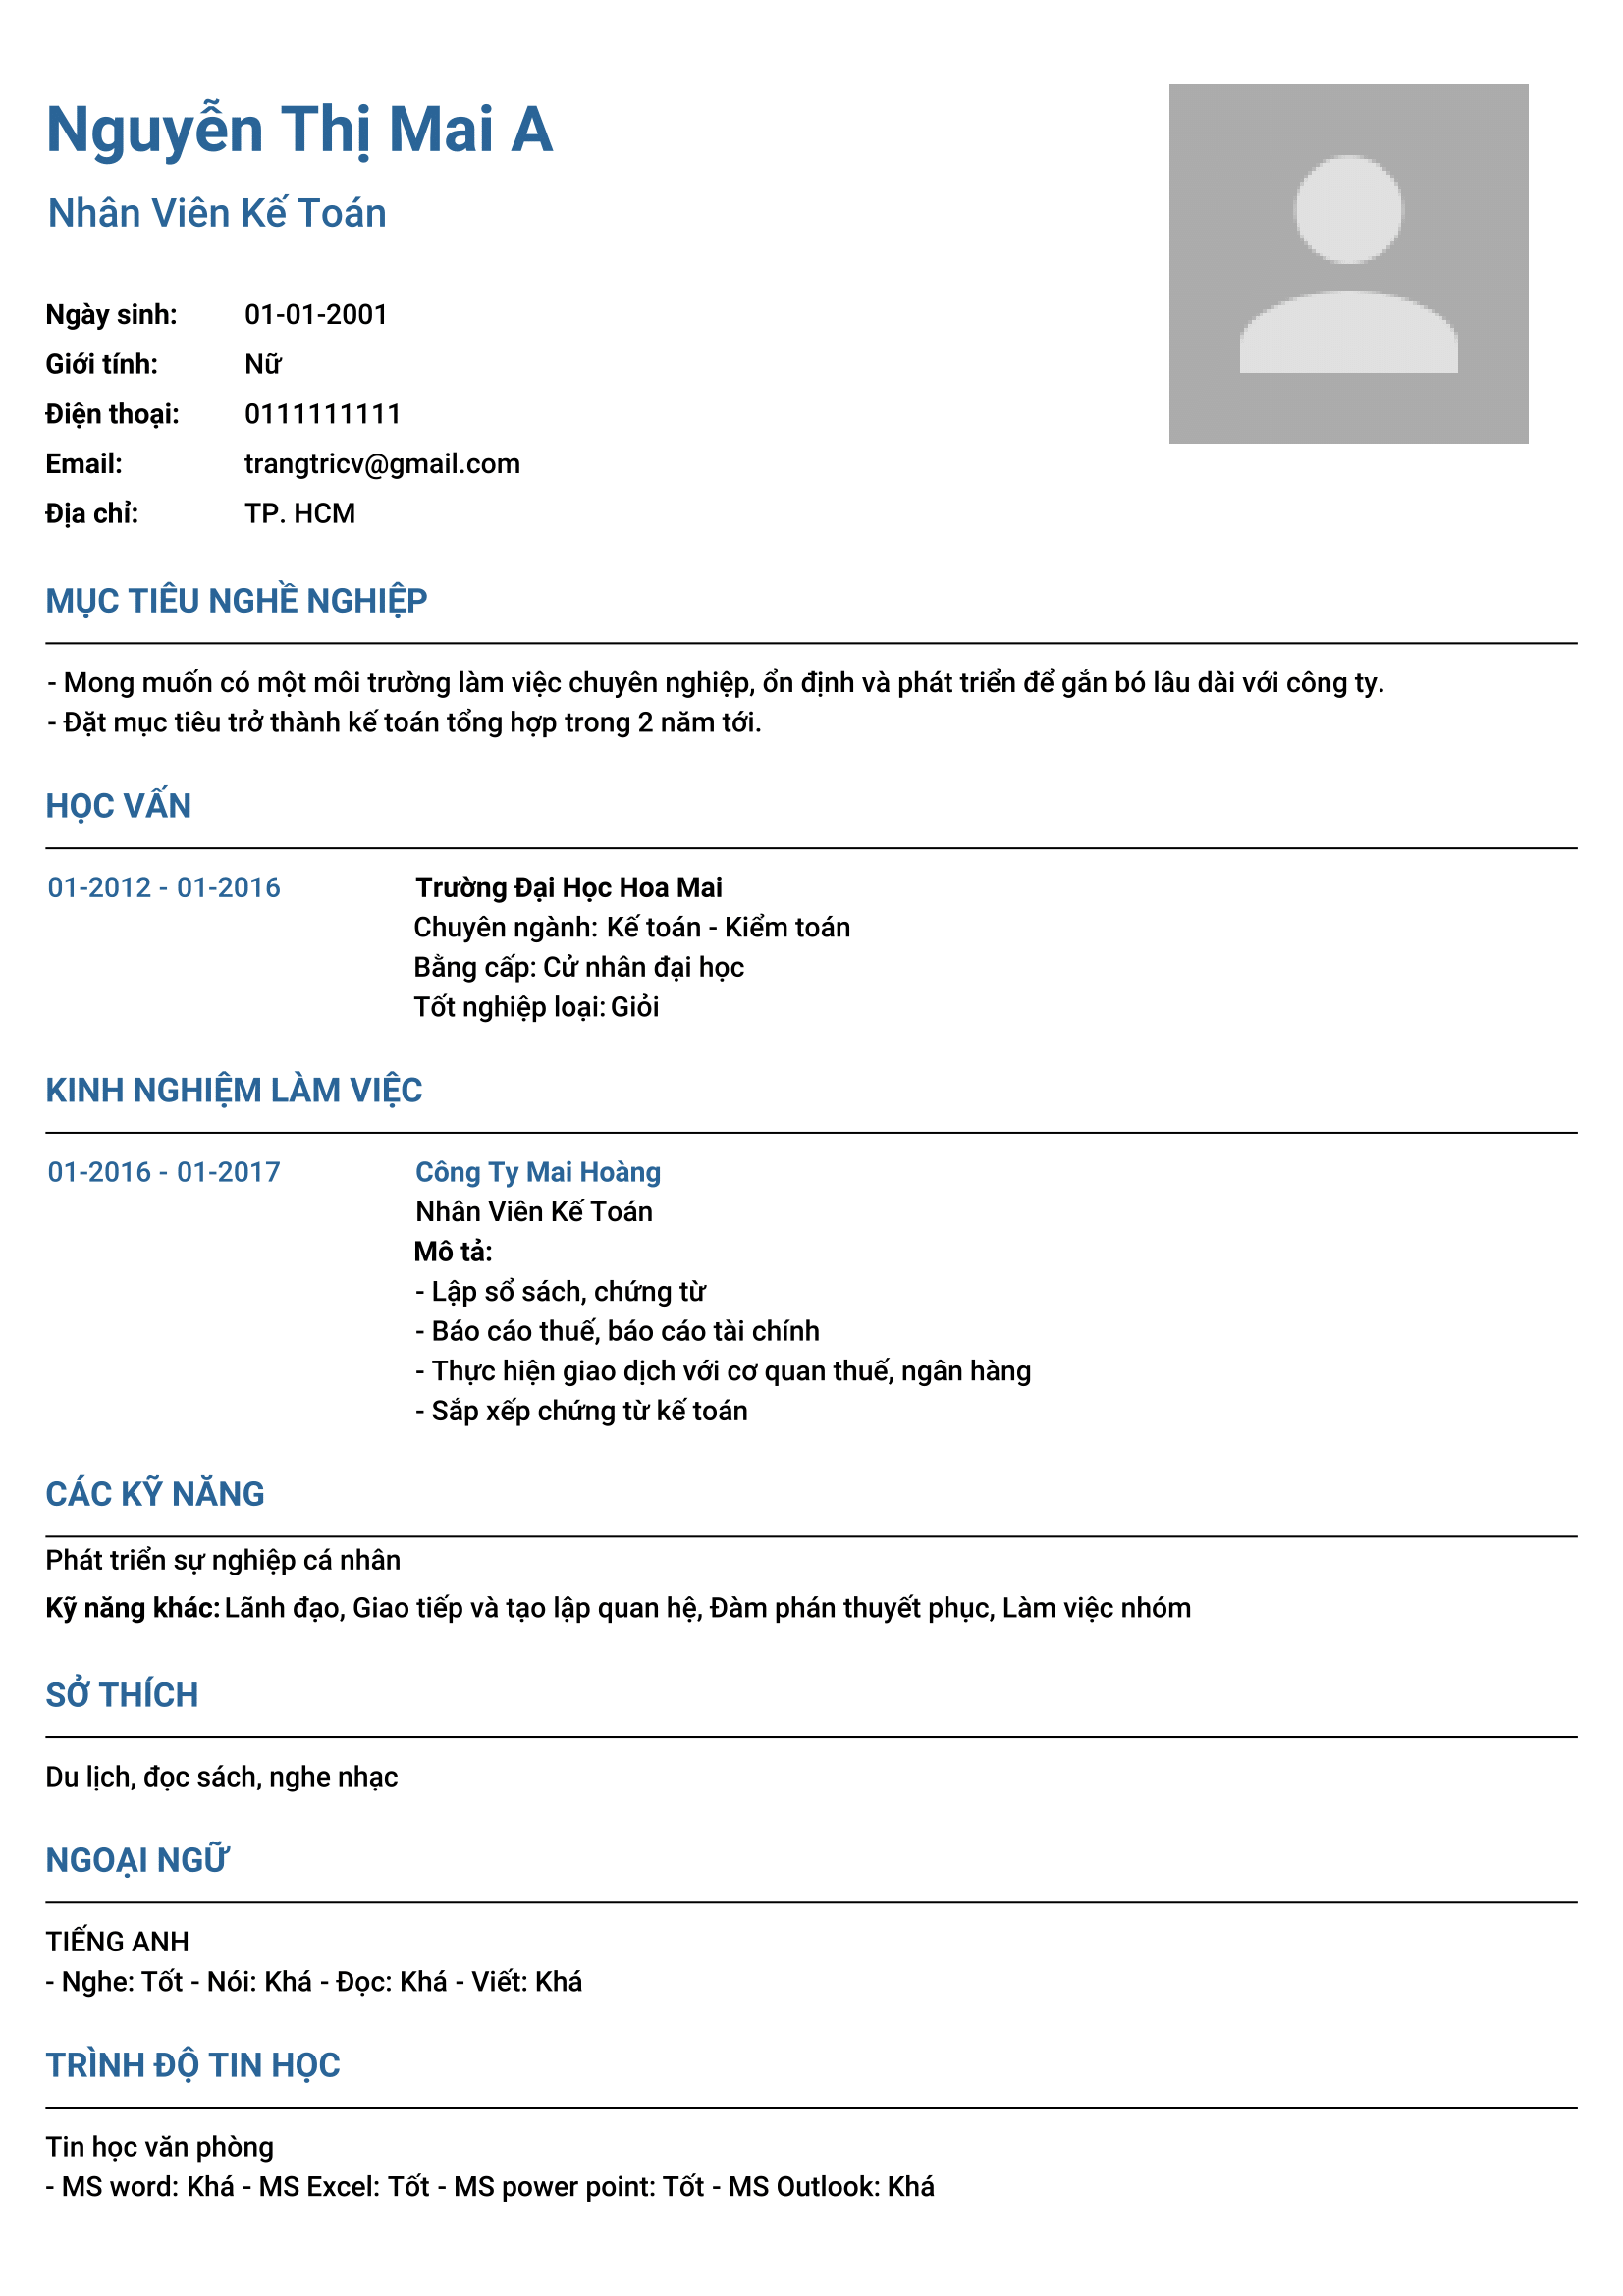 Nguyễn Thị Mai A
Nhân Viên Kế Toán
Ngày sinh: 01-01-2001
Giới tính: Nữ
Điện thoại: 0111111111
Email: trangtricv@gmail.com
Địa chỉ: TP. HCM
MỤC TIÊU NGHỀ NGHIỆP
- Mong muốn có một môi trường làm việc chuyên nghiệp, ổn định và phát triển để gắn bó lâu dài với công ty.
- Đặt mục tiêu trở thành kế toán tổng hợp trong 2 năm tới.
HỌC VẤN
01-2012 - 01-2016 Trường Đại Học Hoa Mai
Chuyên ngành: Kế toán - Kiểm toán
Bằng cấp: Cử nhân đại học
Tốt nghiệp loại: Giỏi
KINH NGHIỆM LÀM VIỆC
01-2016 - 01-2017 Công Ty Mai Hoàng
Nhân Viên Kế Toán
Mô tả:
- Lập sổ sách, chứng từ
- Báo cáo thuế, báo cáo tài chính
- Thực hiện giao dịch với cơ quan thuế, ngân hàng
- Sắp xếp chứng từ kế toán
CÁC KỸ NĂNG
Phát triển sự nghiệp cá nhân
Kỹ năng khác: Lãnh đạo, Giao tiếp và tạo lập quan hệ, Đàm phán thuyết phục, Làm việc nhóm
SỞ THÍCH
Du lịch, đọc sách, nghe nhạc
NGOẠI NGỮ
TIẾNG ANH
- Nghe: Tốt - Nói: Khá - Đọc: Khá - Viết: Khá
TRÌNH ĐỘ TIN HỌC
Tin học văn phòng
- MS word: Khá - MS Excel: Tốt - MS power point: Tốt - MS Outlook: Khá